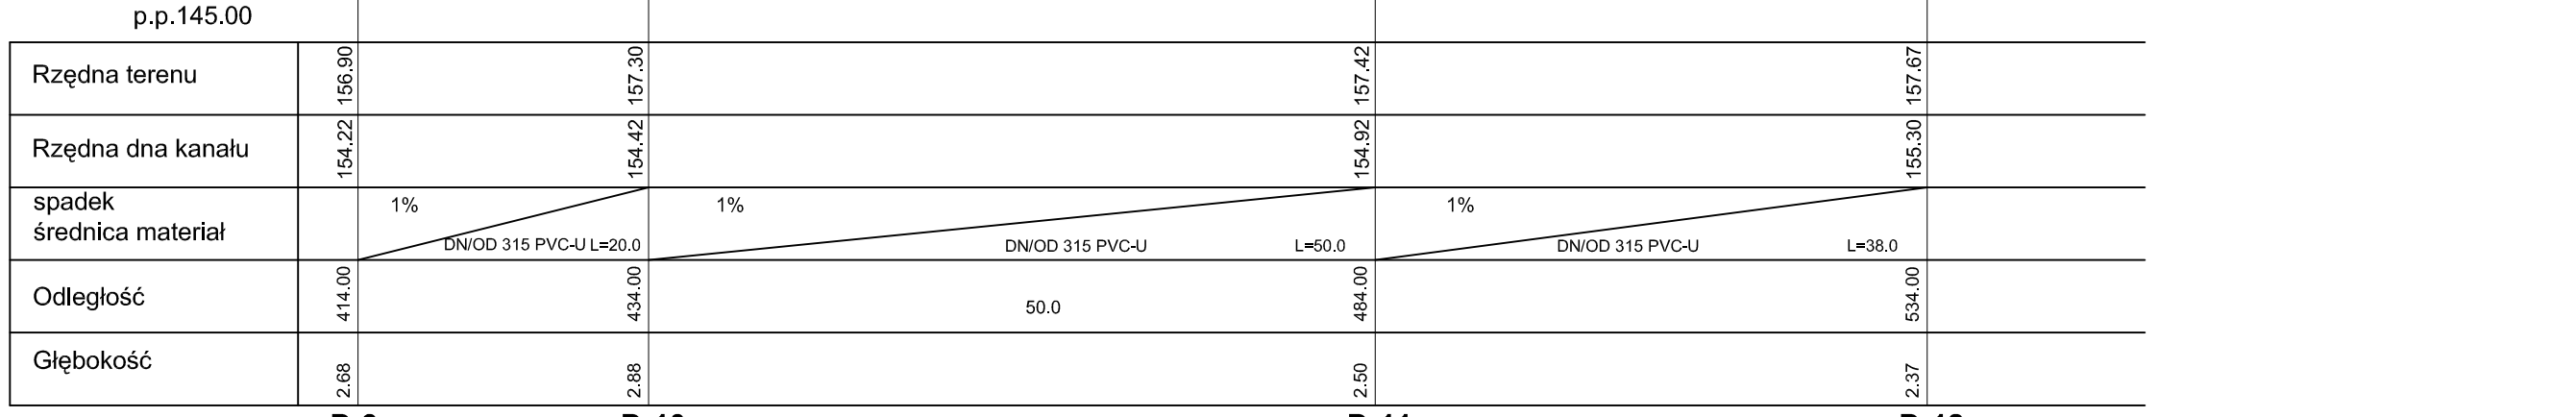 p.p.145.00
Rzędna terenu 156.90 157.30 157.42 157.67
Rzędna dna kanału 154.22 154.42 154.92 155.30
spadek 1% 1% 1%
średnica materiał DN/OD 315 PVC-U L=20.0 DN/OD 315 PVC-U L=50.0 DN/OD 315 PVC-U L=38.0
Odległość 414.00 434.00 50.0 484.00 534.00
Głębokość 2.68 2.88 2.50 2.37